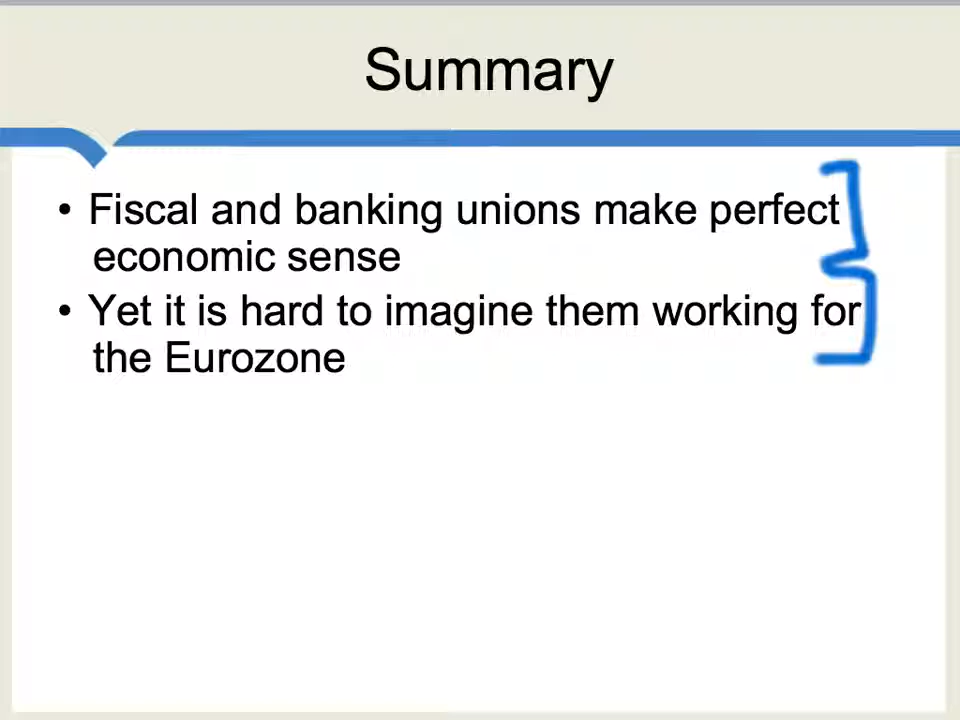 Summary
• Fiscal and banking unions make perfect
economic sense
• Yet it is hard to imagine them working for
the Eurozone